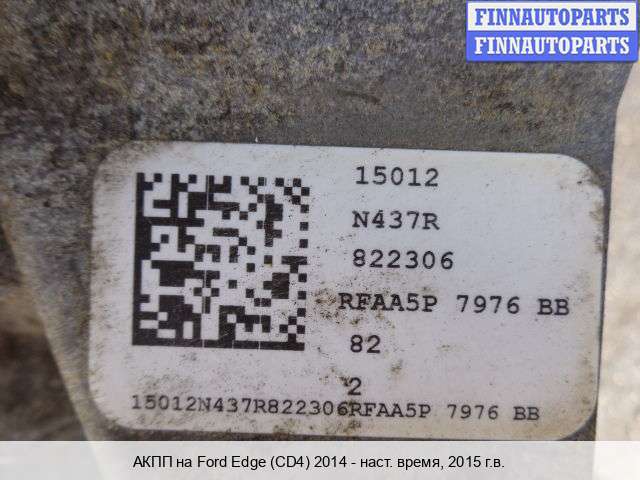 FINNAUTOPARTS
FINNAUTOPARTS
15012
N437R
822306
RFAA5P 7976 BB
82
2
15012N437R822306RFAA5P 7976 BB
АКПП на Ford Edge (CD4) 2014 - наст. время, 2015 г.в.